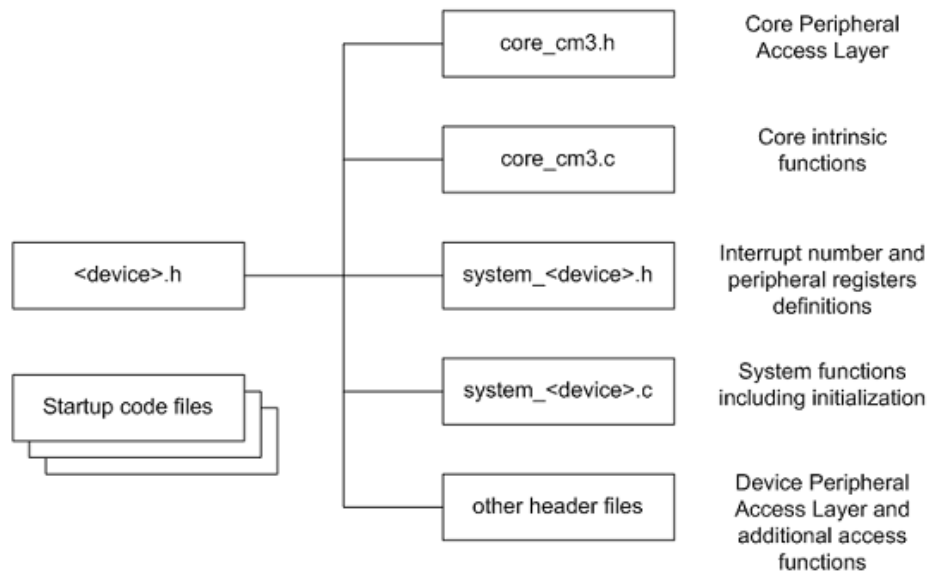 core_cm3.h
Core Peripheral
Access Layer
core_cm3.c
Core intrinsic
functions
<device>.h
system_<device>.h
Interrupt number and
peripheral registers
definitions
Startup code files
system_<device>.c
System functions
including initialization
other header files
Device Peripheral
Access Layer and
additional access
functions